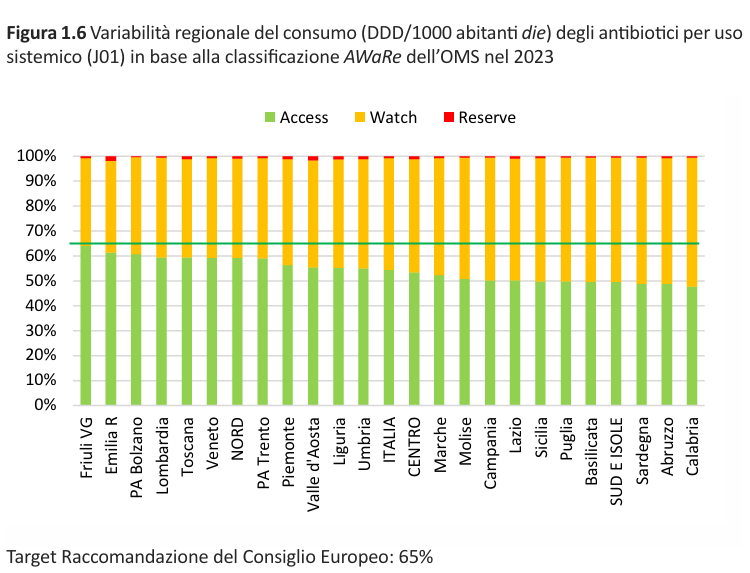 Figura 1.6 Variabilità regionale del consumo (DDD/1000 abitanti die) degli antibiotici per uso
sistemico (J01) in base alla classificazione AWaRe dell’OMS nel 2023
Access Watch Reserve
100%
90%
80%
70%
60%
50%
40%
30%
20%
10%
0%
Friuli VG
Emilia R
PA Bolzano
Lombardia
Toscana
Veneto
NORD
PA Trento
Piemonte
Valle d'Aosta
Liguria
Umbria
ITALIA
CENTRO
Marche
Molise
Campania
Lazio
Sicilia
Puglia
Basilicata
SUD E ISOLE
Sardegna
Abruzzo
Calabria
Target Raccomandazione del Consiglio Europeo: 65%